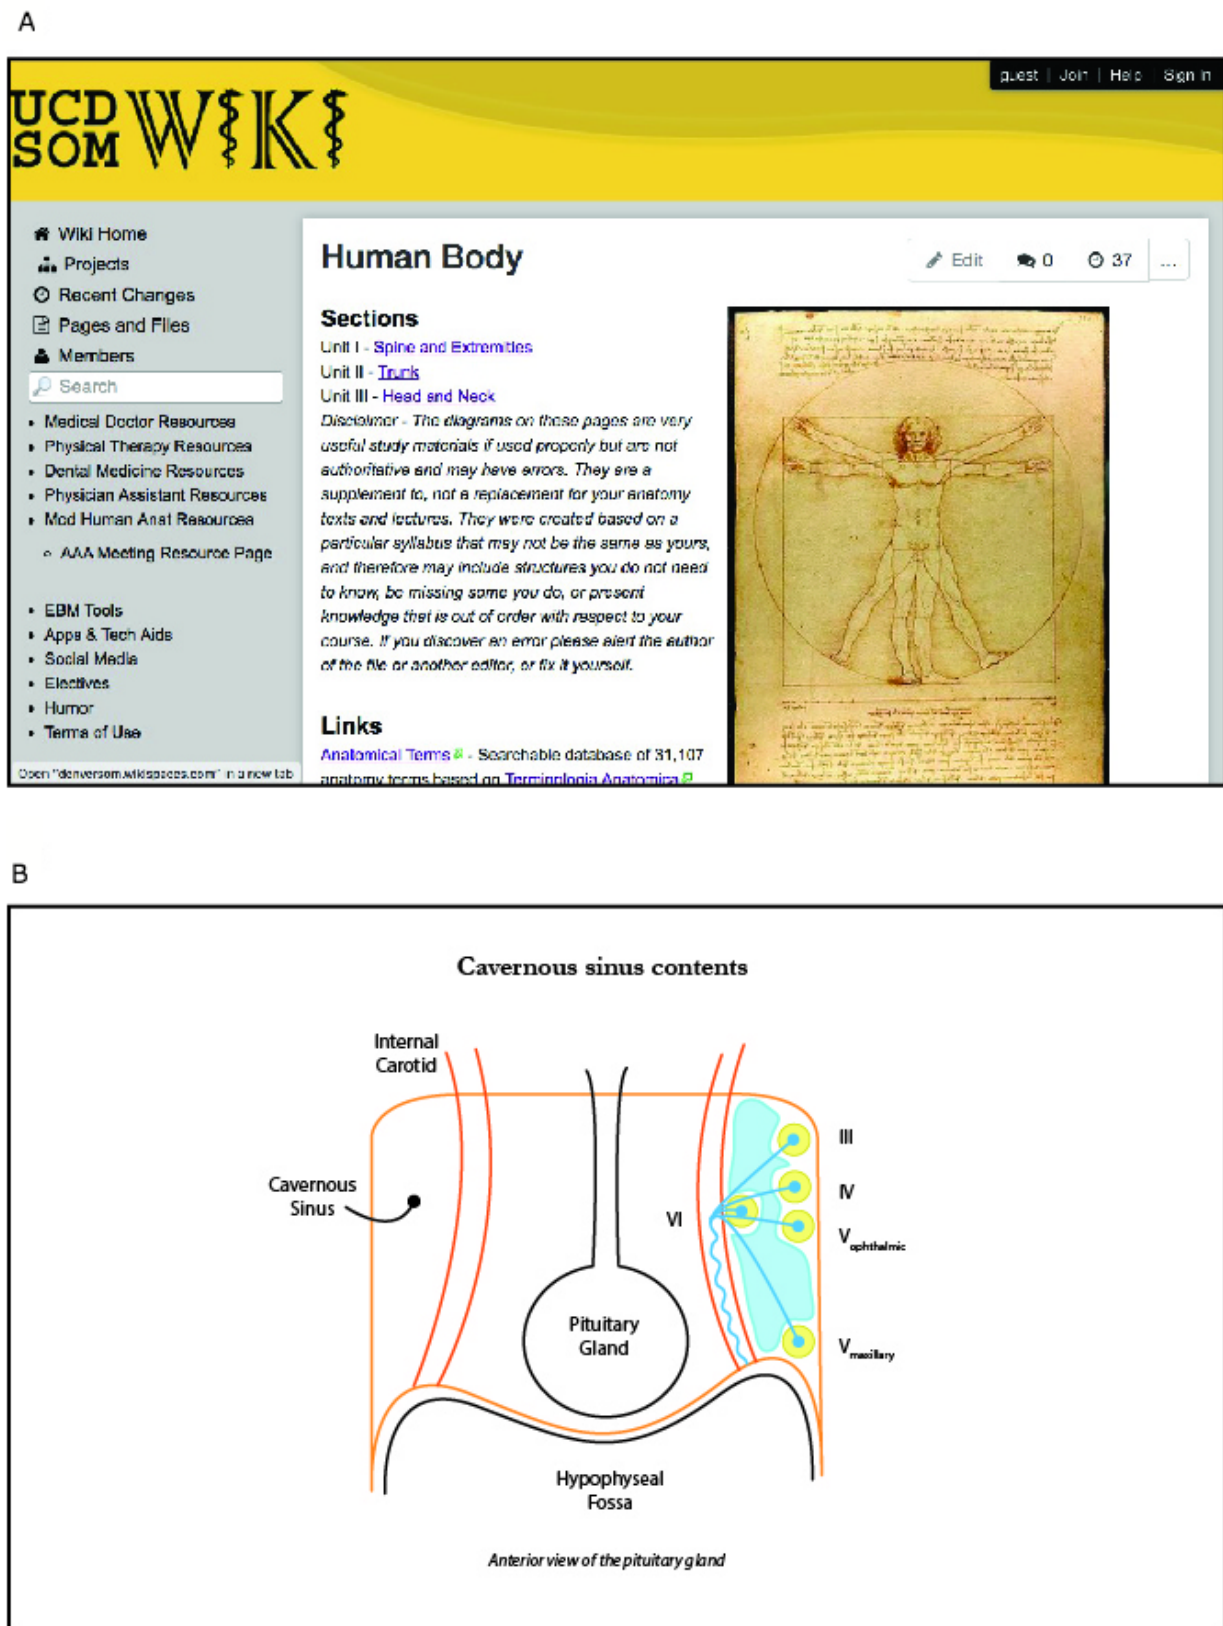 A
guest | Join | Help | Sign In
UCD
SOM WIKI
Wiki Home
Projects
Recent Changes
Pages and Files
Members
Search
Medical Doctor Resources
Physical Therapy Resources
Dental Medicine Resources
Physician Assistant Resources
Mod Human Anat Resources
AAA Meeting Resource Page
EBM Tools
Apps & Tech Aids
Social Media
Electives
Humor
Terms of Use
Open "denversom.wikispaces.com" in a new tab
Human Body
Edit 0 37 ...
Sections
Unit I - Spine and Extremities
Unit II - Trunk
Unit III - Head and Neck
Disclaimer - The diagrams on these pages are very
useful study materials if used properly but are not
authoritative and may have errors. They are a
supplement to, not a replacement for your anatomy
texts and lectures. They were created based on a
particular syllabus that may not be the same as yours,
and therefore may include structures you do not need
to know, be missing some you do, or present
knowledge that is out of order with respect to your
course. If you discover an error please alert the author
of the file or another editor, or fix it yourself.
Links
Anatomical Terms - Searchable database of 31,107
anatomy terms based on Terminologia Anatomica
B
Cavernous sinus contents
Internal
Carotid
III
Cavernous
Sinus
IV
VI
V ophthalmic
Pituitary
Gland
V maxillary
Hypophyseal
Fossa
Anterior view of the pituitary gland